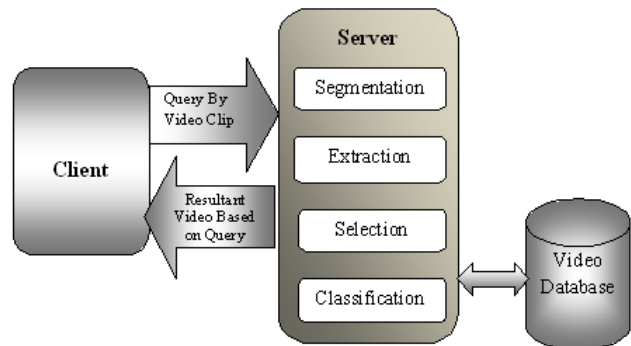 Server
Segmentation
Query By
Video Clip
Extraction
Client
Resultant
Video Based
on Query
Selection
Video
Database
Classification